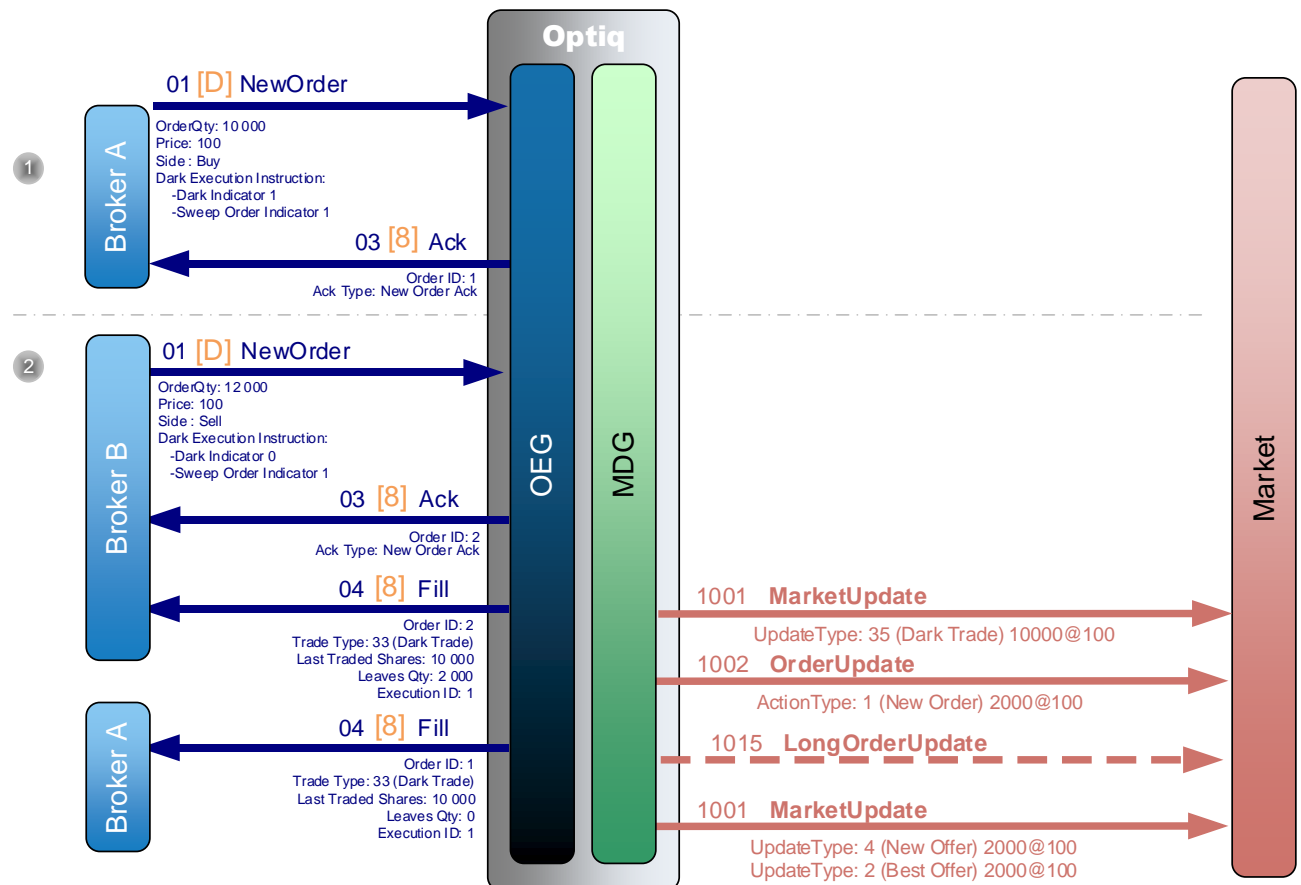 Optiq
1
Broker A
01 [D] NewOrder
OrderQty: 10 000
Price: 100
Side : Buy
Dark Execution Instruction:
-Dark Indicator 1
-Sweep Order Indicator 1
03 [8] Ack
Order ID: 1
Ack Type: New Order Ack
2
Broker B
01 [D] NewOrder
OrderQty: 12 000
Price: 100
Side : Sell
Dark Execution Instruction:
-Dark Indicator 0
-Sweep Order Indicator 1
03 [8] Ack
Order ID: 2
Ack Type: New Order Ack
04 [8] Fill
Order ID: 2
Trade Type: 33 (Dark Trade)
Last Traded Shares: 10 000
Leaves Qty: 2 000
Execution ID: 1
Broker A
04 [8] Fill
Order ID: 1
Trade Type: 33 (Dark Trade)
Last Traded Shares: 10 000
Leaves Qty: 0
Execution ID: 1
OEG
MDG
1001 MarketUpdate
UpdateType: 35 (Dark Trade) 10000@100
1002 OrderUpdate
ActionType: 1 (New Order) 2000@100
1015 LongOrderUpdate
1001 MarketUpdate
UpdateType: 4 (New Offer) 2000@100
UpdateType: 2 (Best Offer) 2000@100
Market